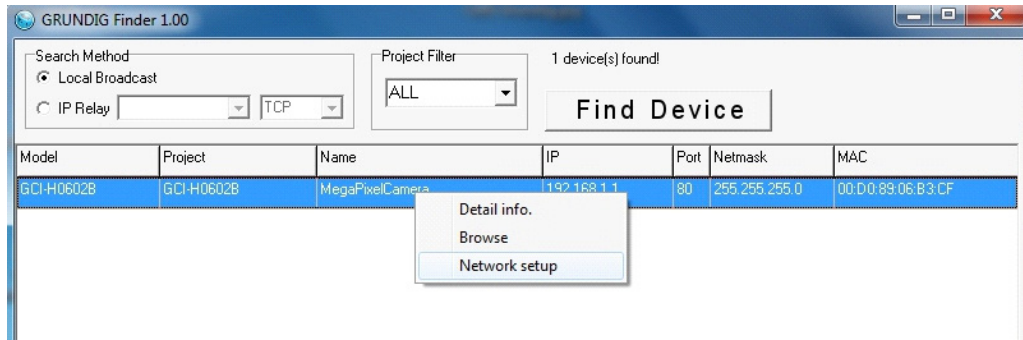 GRUNDIG Finder 1.00
Search Method
Local Broadcast
IP Relay
TCP
Project Filter
ALL
1 device(s) found!
Find Device
Model Project Name IP Port Netmask MAC
GCI-H0602B GCI-H0602B MegaPixelCamera 192.168.1.1 80 255.255.255.0 00:D0:89:06:B3:CF
Detail info.
Browse
Network setup